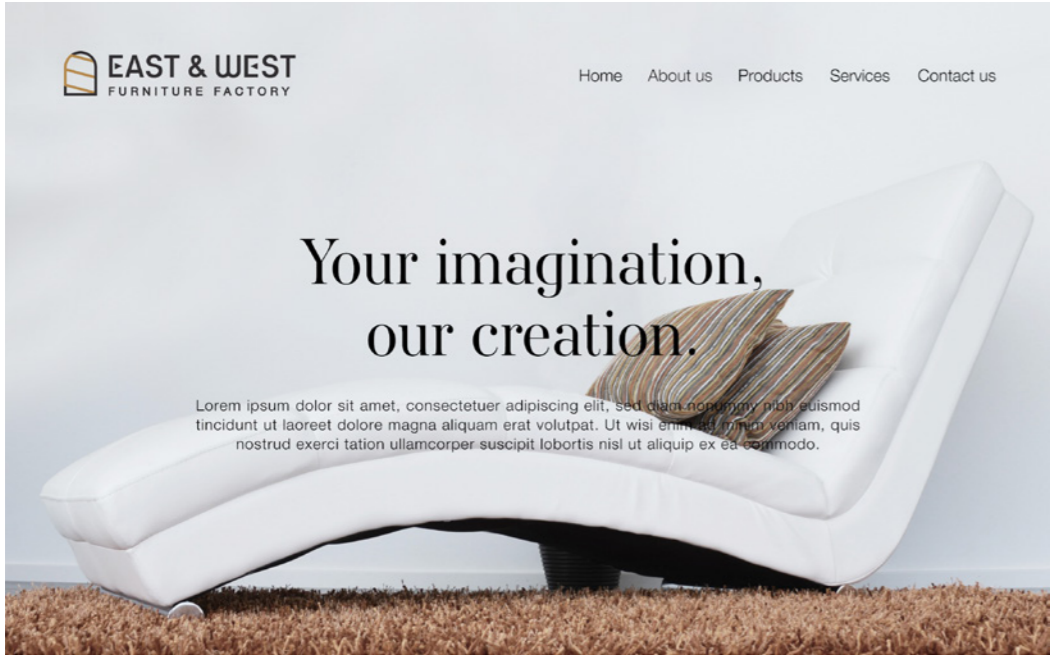 EAST & WEST
FURNITURE FACTORY
Home About us Products Services Contact us
Your imagination,
our creation.
Lorem ipsum dolor sit amet, consectetuer adipiscing elit, sed diam nonummy nibh euismod
tincidunt ut laoreet dolore magna aliquam erat volutpat. Ut wisi enim ad minim veniam, quis
nostrud exerci tation ullamcorper suscipit lobortis nisl ut aliquip ex ea commodo.